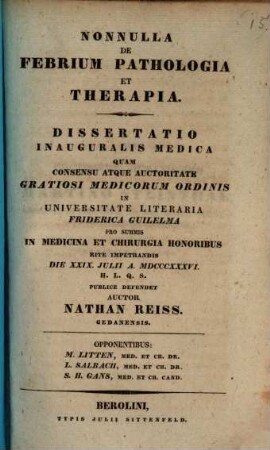 15
NONNULLA
DE
FEBRIUM PATHOLOGIA
ET
THERAPIA.
DISSERTATIO
INAUGURALIS MEDICA
QUAM
CONSENSU ATQUE AUCTORITATE
GRATIOSI MEDICORUM ORDINIS
IN
UNIVERSITATE LITERARIA
FRIDERICA GUILELMA
PRO SUMMIS
IN MEDICINA ET CHIRURGIA HONORIBUS
RITE IMPETRANDIS
DIE XXIX. JULII A. MDCCCXXXVI.
H. L. Q. S.
PUBLICE DEFENDET
AUCTOR
NATHAN REISS,
GEDANENSIS.
OPPONENTIBUS:
M. LITTEN, MED. ET CH. DR.
L. SALBACH, MED. ET CH. DR.
S. H. GANS, MED. ET CH. CAND.
BEROLINI,
TYPIS JULII SITTENFELD.